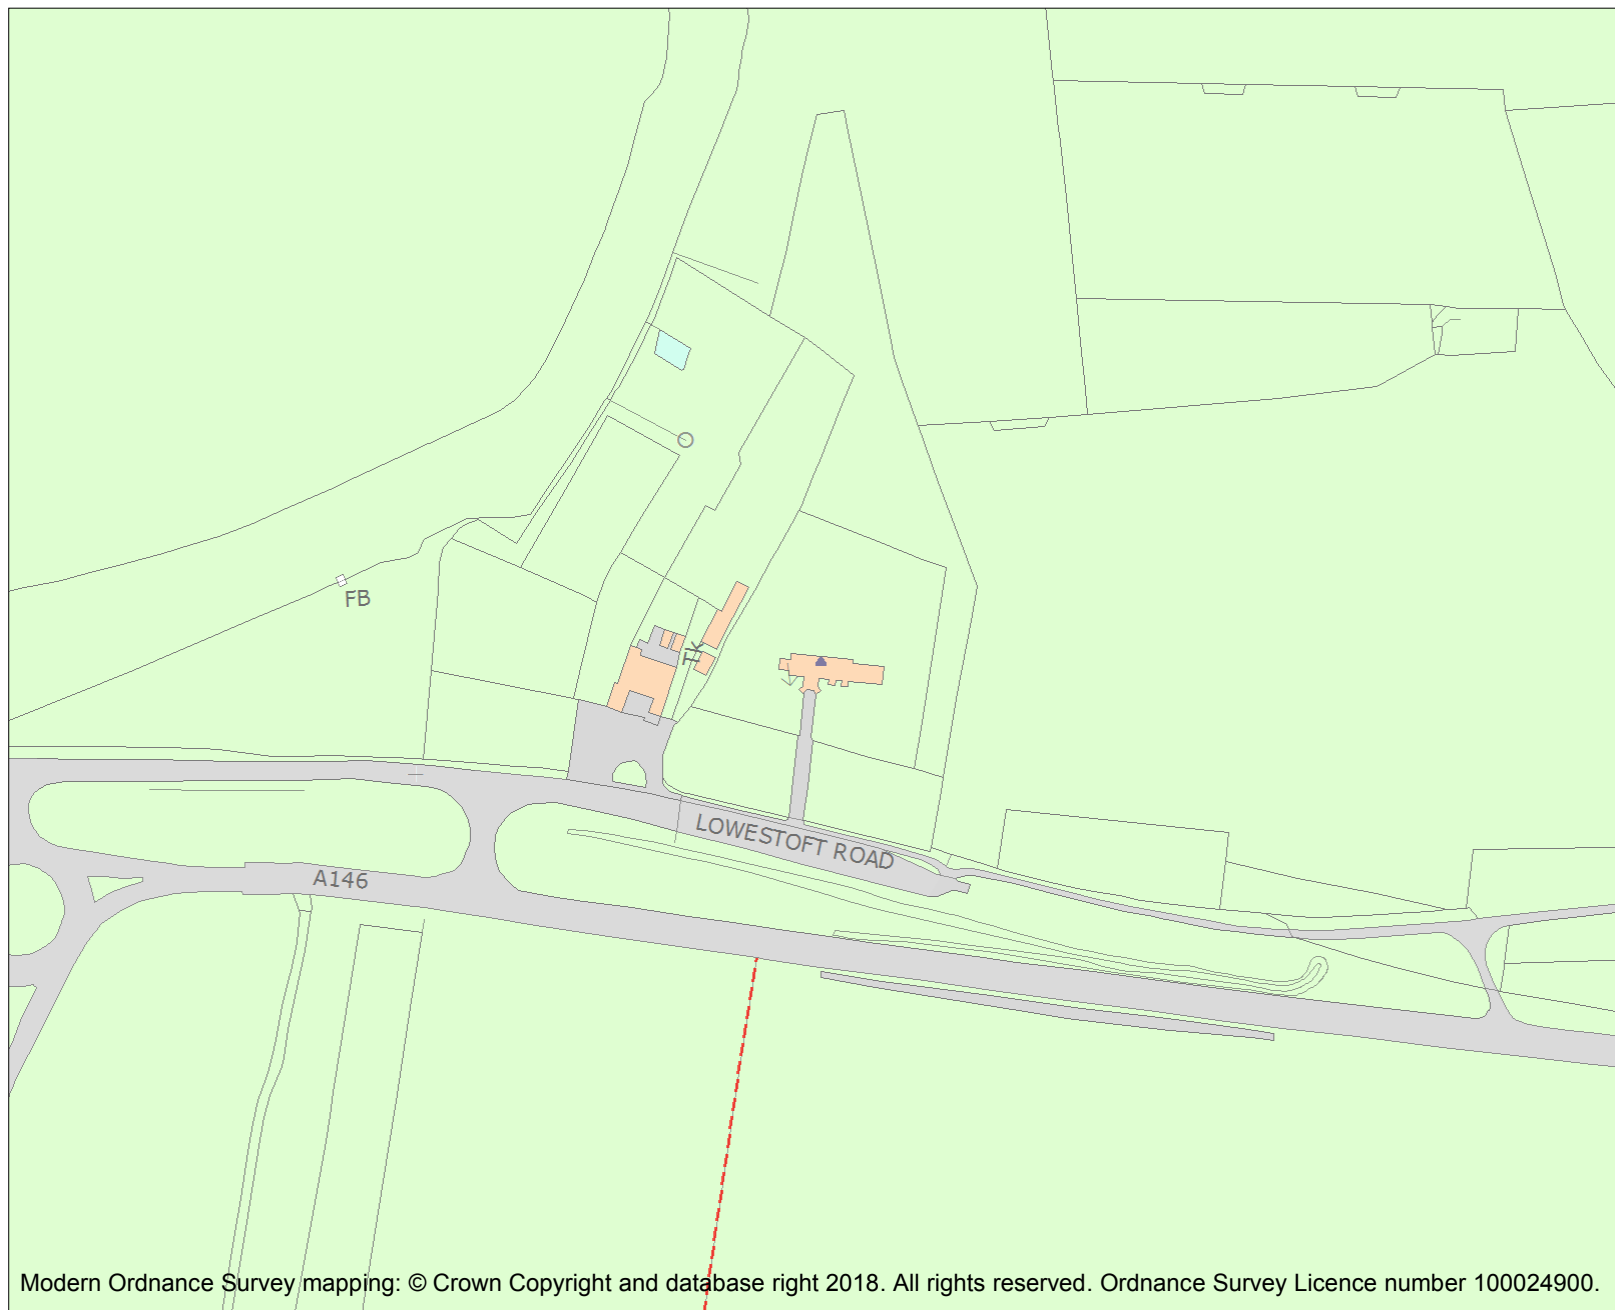 FB
Tk
LOWESTOFT ROAD
A146
Modern Ordnance Survey mapping: © Crown Copyright and database right 2018. All rights reserved. Ordnance Survey Licence number 100024900.